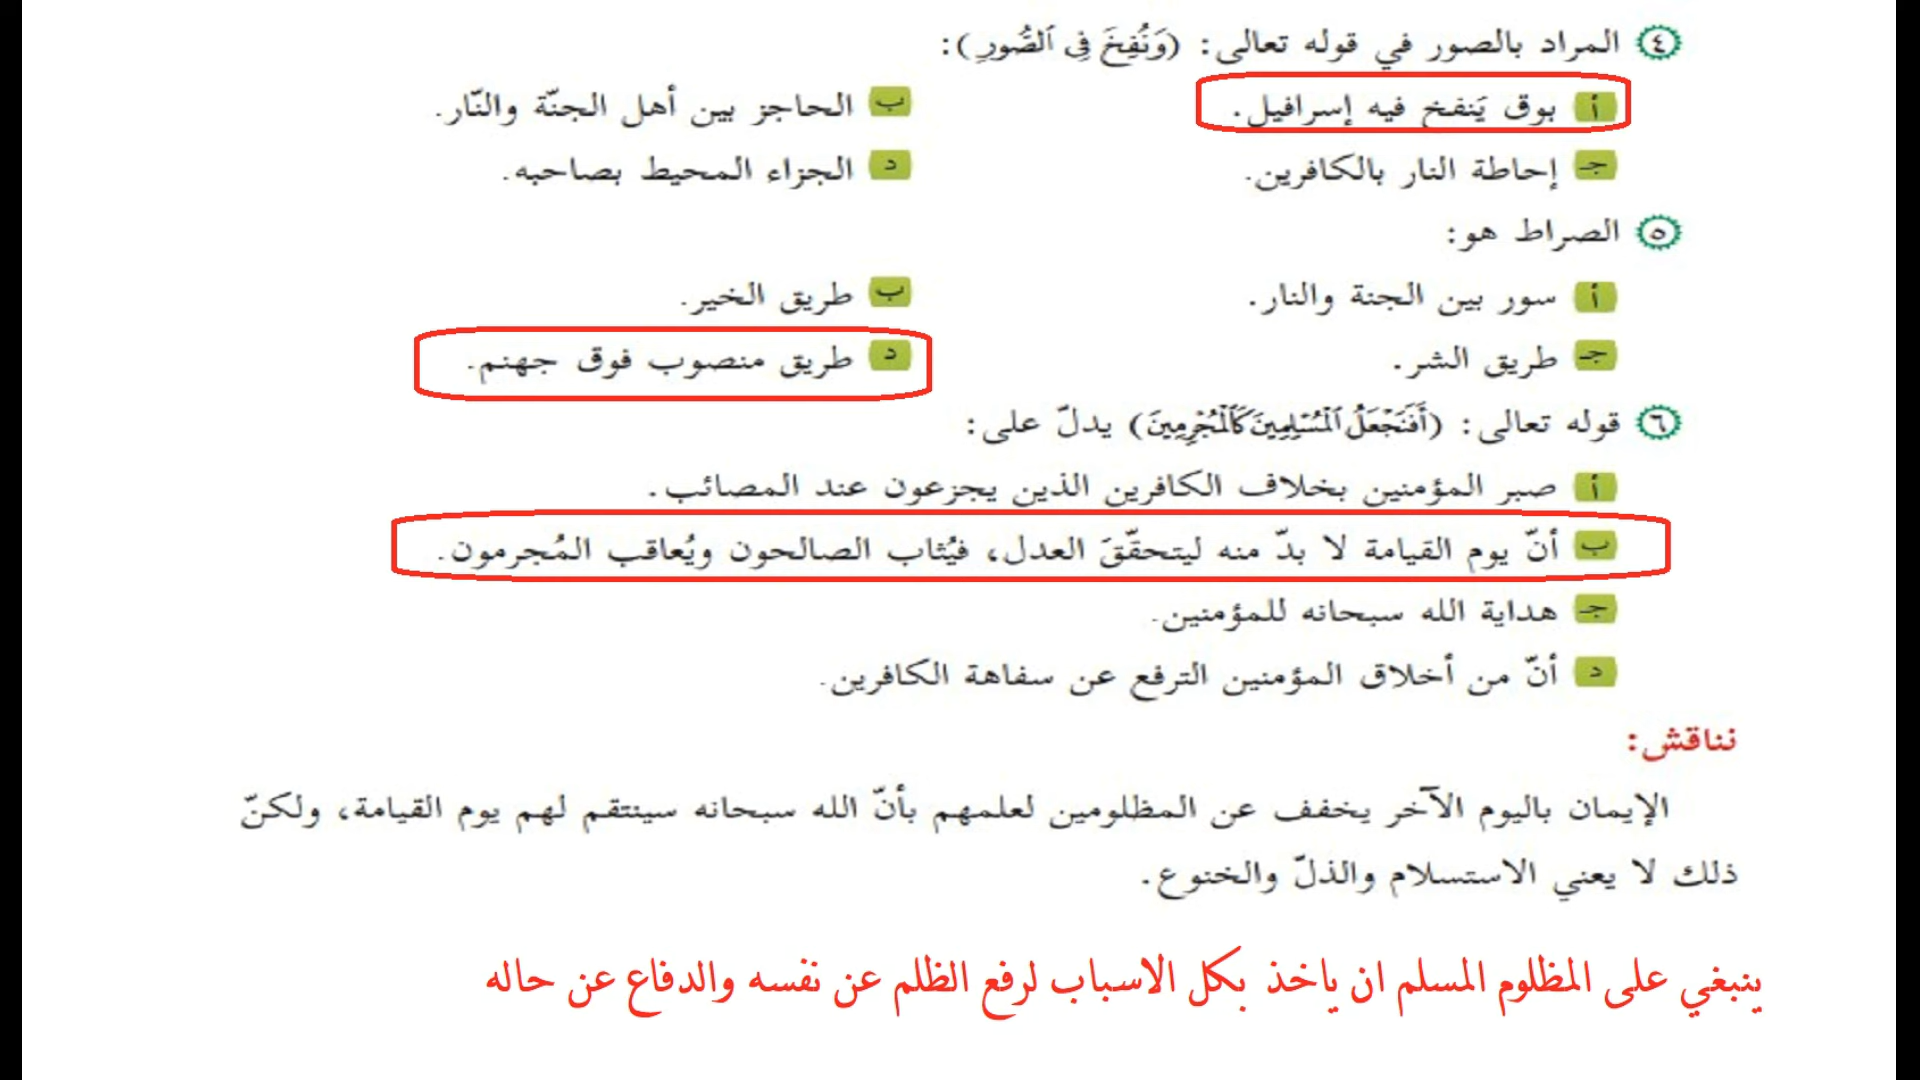 ٤ المراد بالصور في قوله تعالى: (وَنُفِخَ فِي ٱلصُّورِ):
أ بوق يَنفخ فيه إسرافيل. ب الحاجز بين أهل الجنّة والنّار.
جـ إحاطة النار بالكافرين. د الجزاء المحيط بصاحبه.
٥ الصراط هو:
أ سور بين الجنة والنار. ب طريق الخير.
جـ طريق الشر. د طريق منصوب فوق جهنم.
٦ قوله تعالى: (أَفَنَجْعَلُ ٱلْمُسْلِمِينَ كَٱلْمُجْرِمِينَ) يدلّ على:
أ صبر المؤمنين بخلاف الكافرين الذين يجزعون عند المصائب.
ب أنّ يوم القيامة لا بدّ منه ليتحقّقَ العدل، فيُثاب الصالحون ويُعاقب المُجرمون.
جـ هداية الله سبحانه للمؤمنين.
د أنّ من أخلاق المؤمنين الترفع عن سفاهة الكافرين.
نناقش:
الإيمان باليوم الآخر يخفف عن المظلومين لعلمهم بأنّ الله سبحانه سينتقم لهم يوم القيامة، ولكنّ
ذلك لا يعني الاستسلام والذلّ والخنوع.
ينبغي على المظلوم المسلم ان ياخذ بكل الاسباب لرفع الظلم عن نفسه والدفاع عن حاله